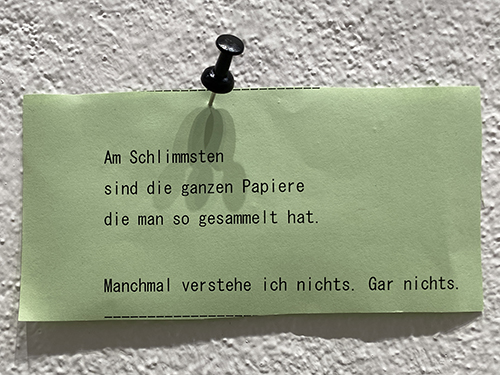 Am Schlimmsten
sind die ganzen Papiere
die man so gesammelt hat.
Manchmal verstehe ich nichts. Gar nichts.